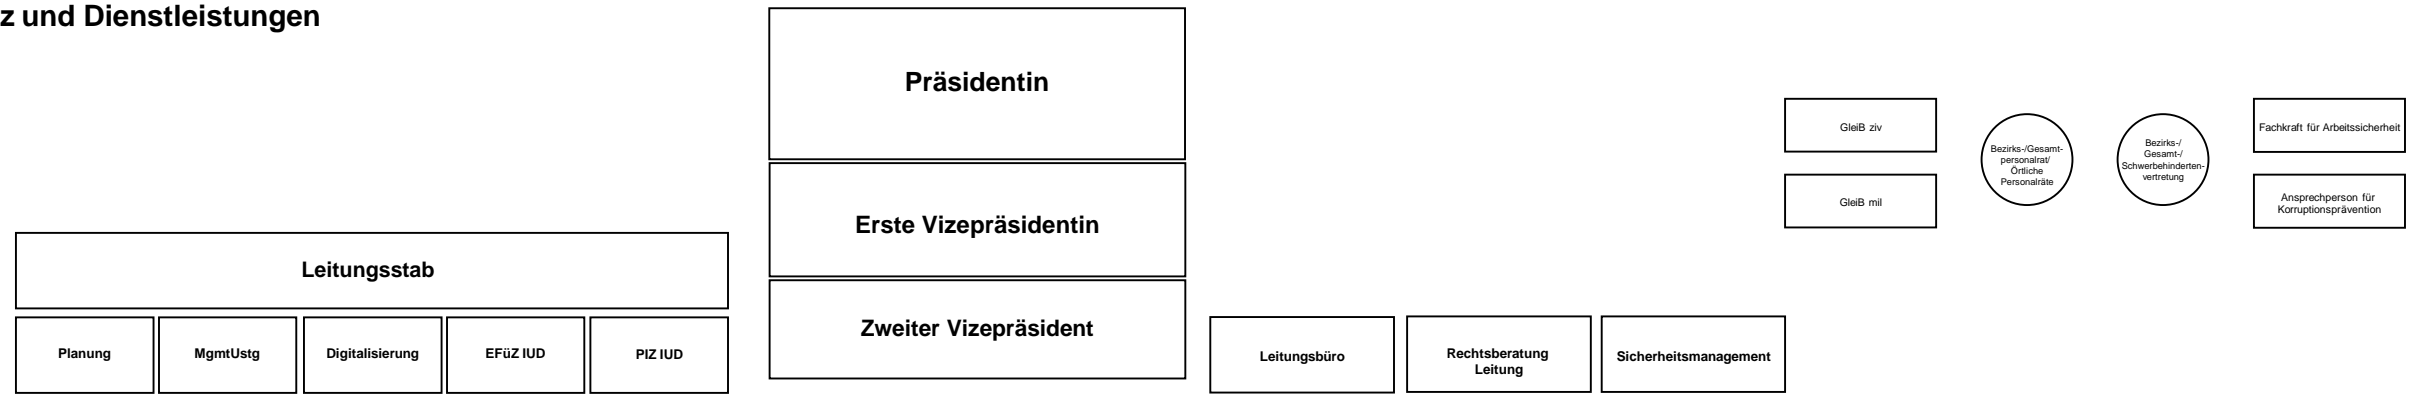 z und Dienstleistungen
Präsidentin
Erste Vizepräsidentin
Zweiter Vizepräsident
Leitungsstab
Planung
MgmtUstg
Digitalisierung
EFüZ IUD
PIZ IUD
Leitungsbüro
Rechtsberatung
Leitung
Sicherheitsmanagement
GleiB ziv
GleiB mil
Bezirks-/Gesamt-
personalrat/
Örtliche
Personalräte
Bezirks-/
Gesamt-/
Schwerbehinderten-
vertretung
Fachkraft für Arbeitssicherheit
Ansprechperson für
Korruptionsprävention